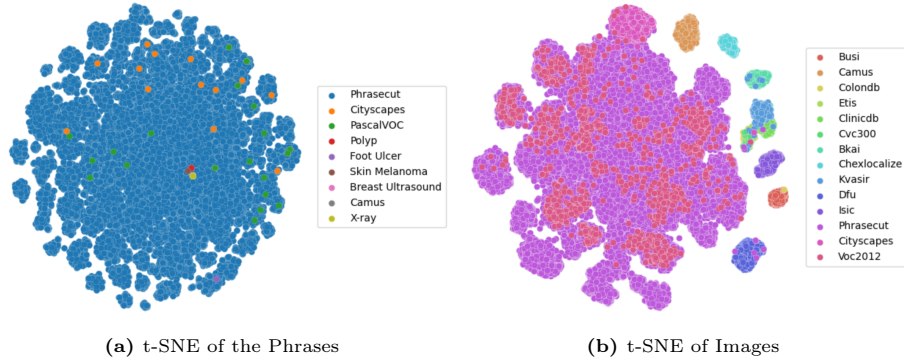 Phrasecut
Cityscapes
PascalVOC
Polyp
Foot Ulcer
Skin Melanoma
Breast Ultrasound
Camus
X-ray
Busi
Camus
Colondb
Etis
Clinicdb
Cvc300
Bkai
Chexlocalize
Kvasir
Dfu
Isic
Phrasecut
Cityscapes
Voc2012
(a) t-SNE of the Phrases
(b) t-SNE of Images